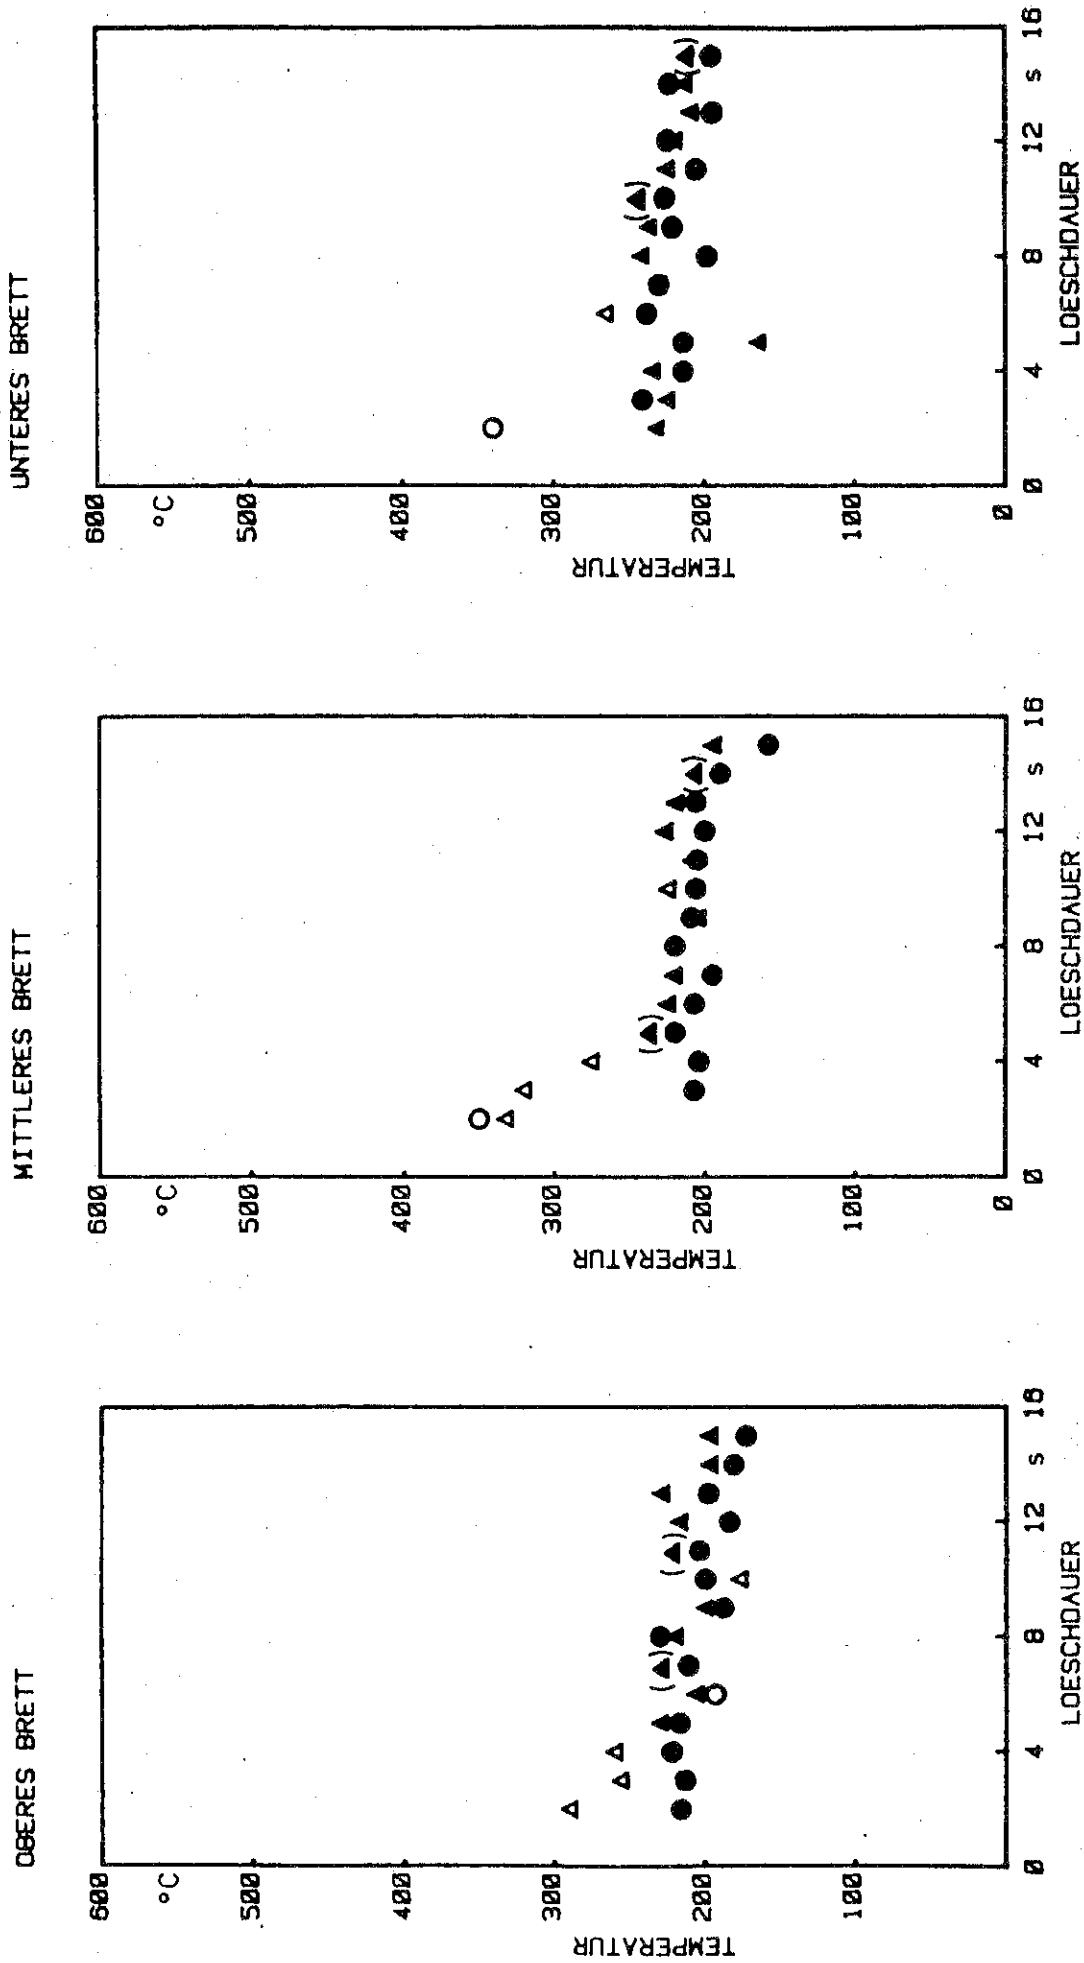 OBERES BRETT
600
°C
500
400
300
200
100
0
TEMPERATUR
0 4 8 12 s 16
LOESCHDAUER
MITTLERES BRETT
600
°C
500
400
300
200
100
0
TEMPERATUR
0 4 8 12 s 16
LOESCHDAUER
UNTERES BRETT
600
°C
500
400
300
200
100
0
TEMPERATUR
0 4 8 12 s 16
LOESCHDAUER